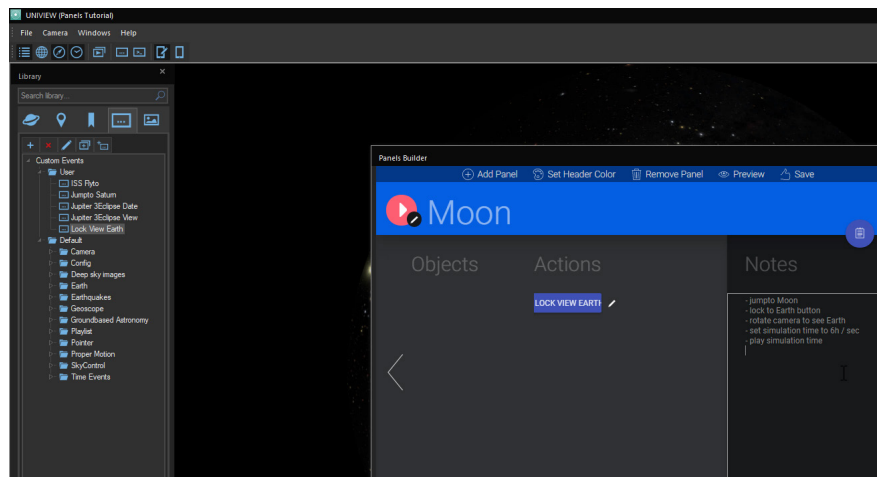 UNIVIEW (Panels Tutorial)
File Camera Windows Help
Library
Search library...
Custom Events
User
ISS Flyto
Jumpto Saturn
Jupiter 3Eclipse Date
Jupiter 3Eclipse View
Lock View Earth
Default
Camera
Config
Deep sky images
Earth
Earthquakes
Geoscope
Groundbased Astronomy
Playlist
Pointer
Proper Motion
SkyControl
Time Events
Panels Builder
Add Panel Set Header Color Remove Panel Preview Save
Moon
Objects Actions Notes
LOCK VIEW EARTH
- jumpto Moon
- lock to Earth button
- rotate camera to see Earth
- set simulation time to 6h / sec
- play simulation time